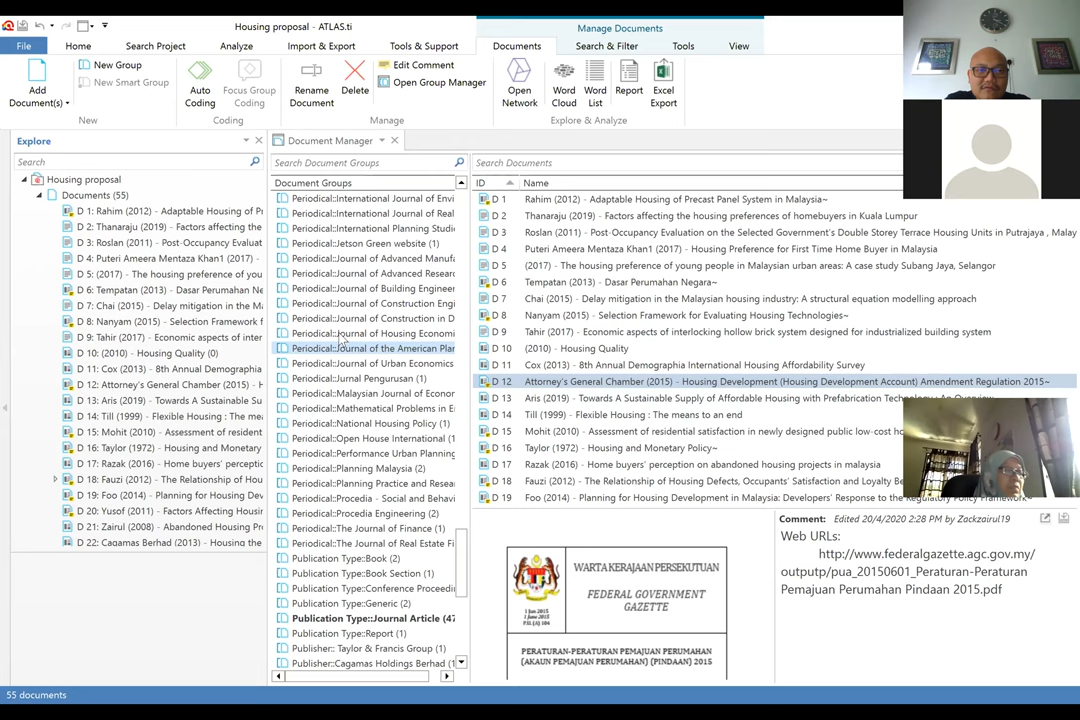 Housing proposal - ATLAS.ti
Manage Documents
File
Home
Search Project
Analyze
Import & Export
Tools & Support
Documents
Search & Filter
Tools
View
Add
Document(s)
New Group
New Smart Group
New
Auto
Coding
Focus Group
Coding
Coding
Rename
Document
Delete
Edit Comment
Open Group Manager
Manage
Open
Network
Word
Cloud
Word
List
Report
Excel
Export
Explore & Analyze
Explore
Search
Housing proposal
Documents (55)
D 1: Rahim (2012) - Adaptable Housing of Pr
D 2: Thanaraju (2019) - Factors affecting the
D 3: Roslan (2011) - Post-Occupancy Evaluat
D 4: Puteri Ameera Mentaza Khan1 (2017) -
D 5: (2017) - The housing preference of young
D 6: Tempatan (2013) - Dasar Perumahan Ne
D 7: Chai (2015) - Delay mitigation in the Ma
D 8: Nanyam (2015) - Selection Framework f
D 9: Tahir (2017) - Economic aspects of inter
D 10: (2010) - Housing Quality (0)
D 11: Cox (2013) - 8th Annual Demographia
D 12: Attorney's General Chamber (2015) -
D 13: Aris (2019) - Towards A Sustainable Su
D 14: Till (1999) - Flexible Housing : The mea
D 15: Mohit (2010) - Assessment of resident
D 16: Taylor (1972) - Housing and Monetary
D 17: Razak (2016) - Home buyers' perceptio
D 18: Fauzi (2012) - The Relationship of Hou
D 19: Foo (2014) - Planning for Housing Dev
D 20: Yusof (2011) - Factors Affecting Housin
D 21: Zairul (2008) - Abandoned Housing Pr
D 22: Cagamas Berhad (2013) - Housing the
Document Manager
Search Document Groups
Document Groups
Periodical::International Journal of Envi
Periodical::International Journal of Real
Periodical::International Planning Studie
Periodical::Jetson Green website (1)
Periodical::Journal of Advanced Manufa
Periodical::Journal of Advanced Researc
Periodical::Journal of Building Engineer
Periodical::Journal of Construction Engi
Periodical::Journal of Construction in D
Periodical::Journal of Housing Economi
Periodical::Journal of the American Plar
Periodical::Journal of Urban Economics
Periodical::Jurnal Pengurusan (1)
Periodical::Malaysian Journal of Econor
Periodical::Mathematical Problems in E
Periodical::National Housing Policy (1)
Periodical::Open House International (1
Periodical::Performance Urban Planning
Periodical::Planning Malaysia (2)
Periodical::Planning Practice and Resea
Periodical::Procedia - Social and Behavi
Periodical::Procedia Engineering (2)
Periodical::The Journal of Finance (1)
Periodical::The Journal of Real Estate Fi
Publication Type::Book (2)
Publication Type::Book Section (1)
Publication Type::Conference Proceedi
Publication Type::Generic (2)
Publication Type::Journal Article (47
Publication Type::Report (1)
Publisher:: Taylor & Francis Group (1)
Publisher::Cagamas Holdings Berhad (1
Search Documents
ID Name
D 1 Rahim (2012) - Adaptable Housing of Precast Panel System in Malaysia~
D 2 Thanaraju (2019) - Factors affecting the housing preferences of homebuyers in Kuala Lumpur
D 3 Roslan (2011) - Post-Occupancy Evaluation on the Selected Government's Double Storey Terrace Housing Units in Putrajaya , Malay
D 4 Puteri Ameera Mentaza Khan1 (2017) - Housing Preference for First Time Home Buyer in Malaysia
D 5 (2017) - The housing preference of young people in Malaysian urban areas: A case study Subang Jaya, Selangor
D 6 Tempatan (2013) - Dasar Perumahan Negara~
D 7 Chai (2015) - Delay mitigation in the Malaysian housing industry: A structural equation modelling approach
D 8 Nanyam (2015) - Selection Framework for Evaluating Housing Technologies~
D 9 Tahir (2017) - Economic aspects of interlocking hollow brick system designed for industrialized building system
D 10 (2010) - Housing Quality
D 11 Cox (2013) - 8th Annual Demographia International Housing Affordability Survey
D 12 Attorney's General Chamber (2015) - Housing Development (Housing Development Account) Amendment Regulation 2015~
D 13 Aris (2019) - Towards A Sustainable Supply of Affordable Housing with Prefabrication
D 14 Till (1999) - Flexible Housing : The means to an end
D 15 Mohit (2010) - Assessment of residential satisfaction in newly designed public low-cost ho
D 16 Taylor (1972) - Housing and Monetary Policy~
D 17 Razak (2016) - Home buyers' perception on abandoned housing projects in malaysia
D 18 Fauzi (2012) - The Relationship of Housing Defects, Occupants' Satisfaction and Loyalty Be
D 19 Foo (2014) - Planning for Housing Development in Malaysia: Developers' Response to the Regulatory Policy Framework~
WARTA KERAJAAN PERSEKUTUAN
FEDERAL GOVERNMENT
GAZETTE
1 Jun 2015
1 June 2015
PERATURAN-PERATURAN PEMAJUAN PERUMAHAN
(AKAUN PEMAJUAN PERUMAHAN) (PINDAAN) 2015
Comment: Edited 20/4/2020 2:28 PM by Zackzairul19
Web URLs:
http://www.federalgazette.agc.gov.my/
outputp/pua_20150601_Peraturan-Peraturan
Pemajuan Perumahan Pindaan 2015.pdf
55 documents